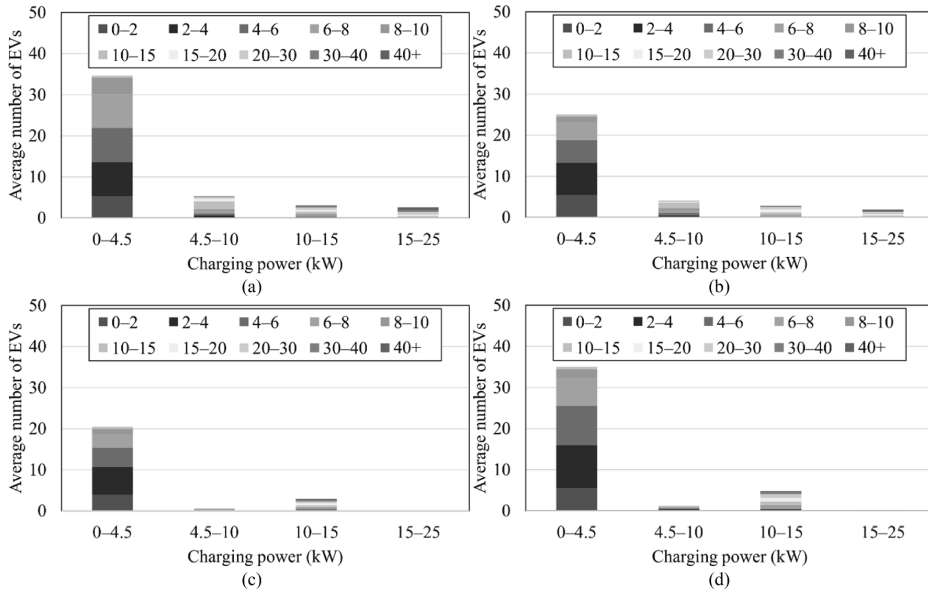 50
40
30
20
10
0
Average number of EVs
0–2 2–4 4–6 6–8 8–10
10–15 15–20 20–30 30–40 40+
0–4.5 4.5–10 10–15 15–25
Charging power (kW)
(a)
50
40
30
20
10
0
Average number of EVs
0–2 2–4 4–6 6–8 8–10
10–15 15–20 20–30 30–40 40+
0–4.5 4.5–10 10–15 15–25
Charging power (kW)
(b)
50
40
30
20
10
0
Average number of EVs
0–2 2–4 4–6 6–8 8–10
10–15 15–20 20–30 30–40 40+
0–4.5 4.5–10 10–15 15–25
Charging power (kW)
(c)
50
40
30
20
10
0
Average number of EVs
0–2 2–4 4–6 6–8 8–10
10–15 15–20 20–30 30–40 40+
0–4.5 4.5–10 10–15 15–25
Charging power (kW)
(d)